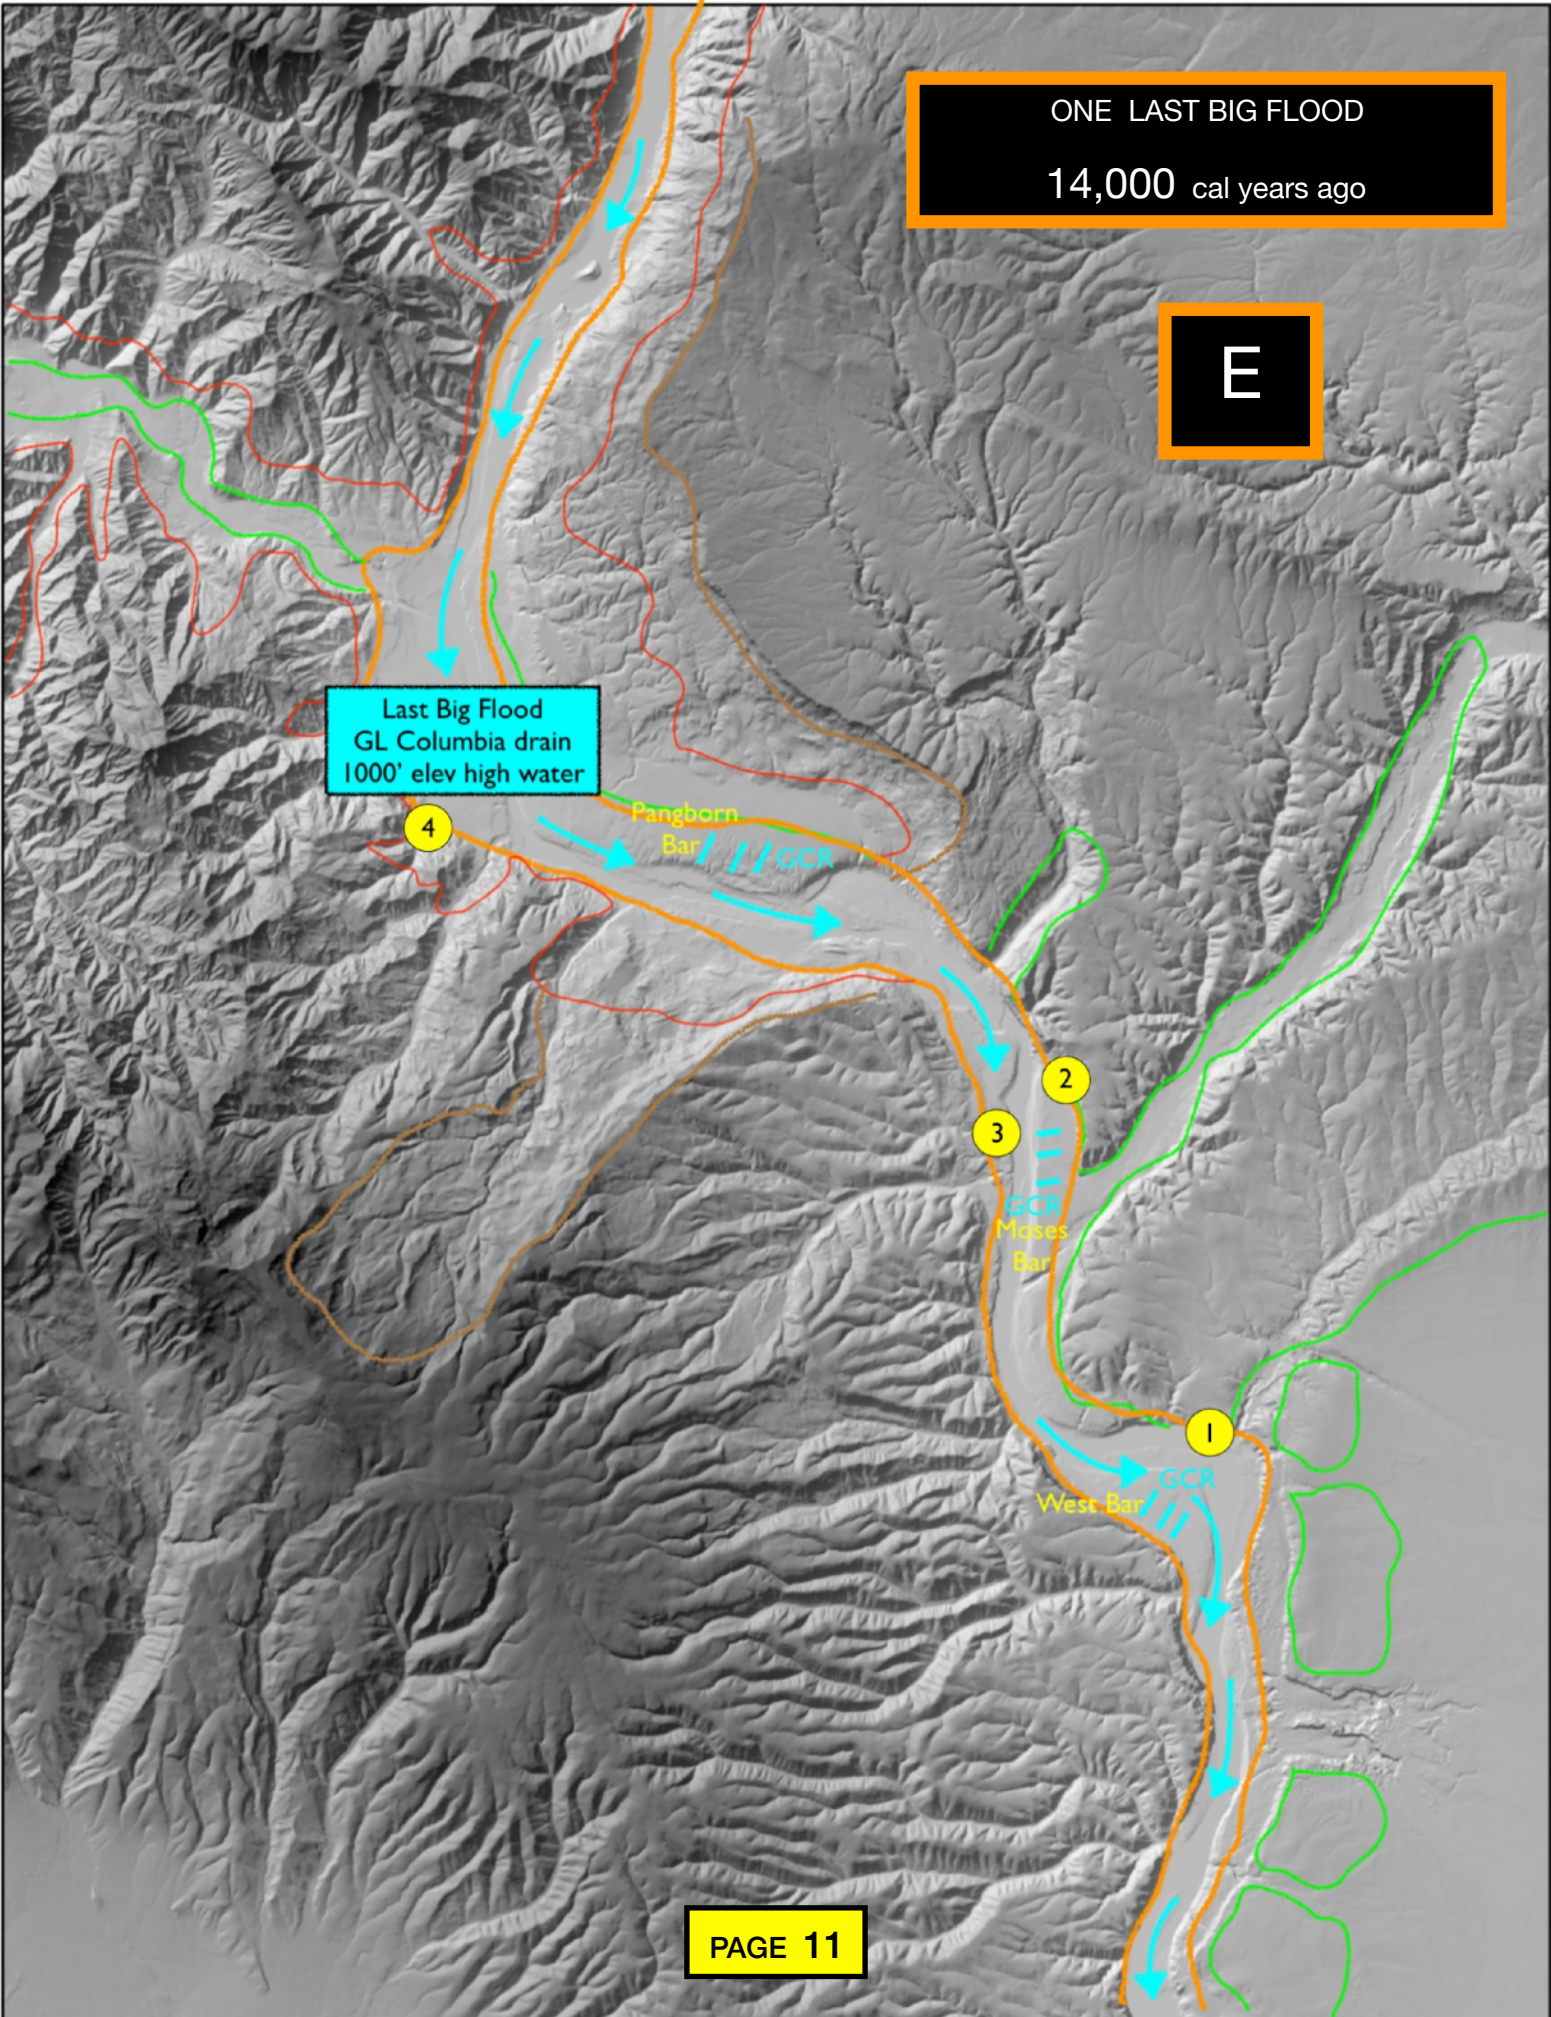 ONE LAST BIG FLOOD
14,000 cal years ago
E
Last Big Flood
GL Columbia drain
1000' elev high water
4
Pangborn
Bar
GCR
2
3
GCR
Moses
Bar
1
GCR
West Bar
PAGE 11